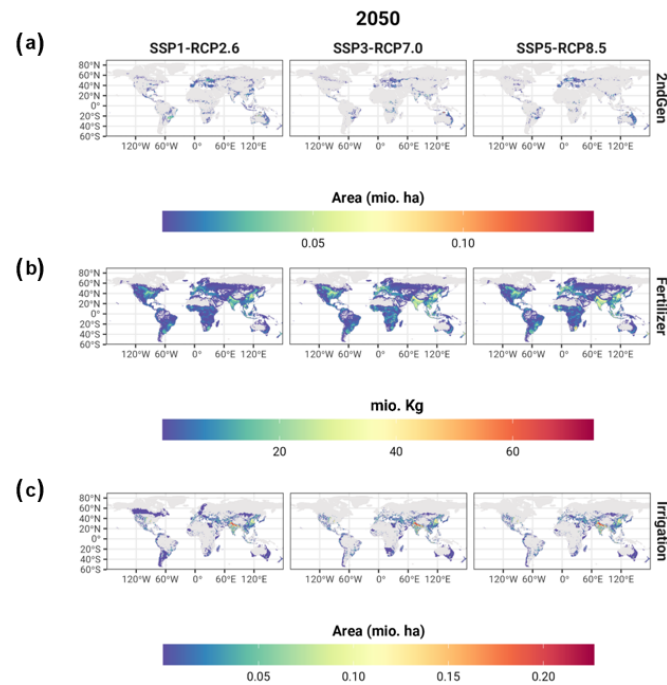 2050
(a)
SSP1-RCP2.6 SSP3-RCP7.0 SSP5-RCP8.5
80°N
60°N
40°N
20°N
0°
20°S
40°S
60°S
2ndGen
120°W 60°W 0° 60°E 120°E 120°W 60°W 0° 60°E 120°E 120°W 60°W 0° 60°E 120°E
Area (mio. ha)
0.05 0.10
(b)
80°N
60°N
40°N
20°N
0°
20°S
40°S
60°S
Fertilizer
120°W 60°W 0° 60°E 120°E 120°W 60°W 0° 60°E 120°E 120°W 60°W 0° 60°E 120°E
mio. Kg
20 40 60
(c)
80°N
60°N
40°N
20°N
0°
20°S
40°S
60°S
Irrigation
120°W 60°W 0° 60°E 120°E 120°W 60°W 0° 60°E 120°E 120°W 60°W 0° 60°E 120°E
Area (mio. ha)
0.05 0.10 0.15 0.20